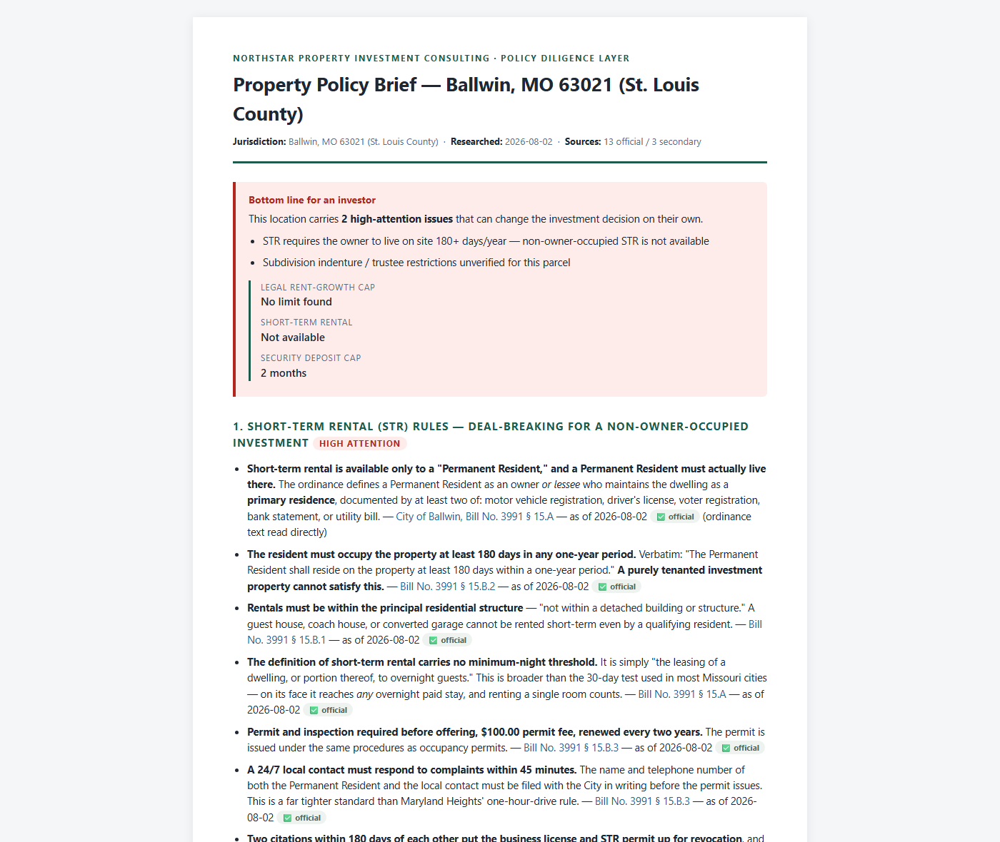 NORTHSTAR PROPERTY INVESTMENT CONSULTING · POLICY DILIGENCE LAYER
Property Policy Brief — Ballwin, MO 63021 (St. Louis
County)
Jurisdiction: Ballwin, MO 63021 (St. Louis County) · Researched: 2026-08-02 · Sources: 13 official / 3 secondary
Bottom line for an investor
This location carries 2 high-attention issues that can change the investment decision on their own.
• STR requires the owner to live on site 180+ days/year — non-owner-occupied STR is not available
• Subdivision indenture / trustee restrictions unverified for this parcel
LEGAL RENT-GROWTH CAP
No limit found
SHORT-TERM RENTAL
Not available
SECURITY DEPOSIT CAP
2 months
1. SHORT-TERM RENTAL (STR) RULES — DEAL-BREAKING FOR A NON-OWNER-OCCUPIED
INVESTMENT HIGH ATTENTION
• Short-term rental is available only to a "Permanent Resident," and a Permanent Resident must actually live
there. The ordinance defines a Permanent Resident as an owner or lessee who maintains the dwelling as a
primary residence, documented by at least two of: motor vehicle registration, driver's license, voter registration,
bank statement, or utility bill. — City of Ballwin, Bill No. 3991 § 15.A — as of 2026-08-02 ✅ official (ordinance
text read directly)
• The resident must occupy the property at least 180 days in any one-year period. Verbatim: "The Permanent
Resident shall reside on the property at least 180 days within a one-year period." A purely tenanted investment
property cannot satisfy this. — Bill No. 3991 § 15.B.2 — as of 2026-08-02 ✅ official
• Rentals must be within the principal residential structure — "not within a detached building or structure." A
guest house, coach house, or converted garage cannot be rented short-term even by a qualifying resident. — Bill
No. 3991 § 15.B.1 — as of 2026-08-02 ✅ official
• The definition of short-term rental carries no minimum-night threshold. It is simply "the leasing of a
dwelling, or portion thereof, to overnight guests." This is broader than the 30-day test used in most Missouri cities
— on its face it reaches any overnight paid stay, and renting a single room counts. — Bill No. 3991 § 15.A — as of
2026-08-02 ✅ official
• Permit and inspection required before offering, $100.00 permit fee, renewed every two years. The permit is
issued under the same procedures as occupancy permits. — Bill No. 3991 § 15.B.3 — as of 2026-08-02 ✅ official
• A 24/7 local contact must respond to complaints within 45 minutes. The name and telephone number of
both the Permanent Resident and the local contact must be filed with the City in writing before the permit issues.
This is a far tighter standard than Maryland Heights' one-hour-drive rule. — Bill No. 3991 § 15.B.3 — as of 2026-
08-02 ✅ official
• Two citations within 180 days of each other put the business license and STR permit up for revocation, and